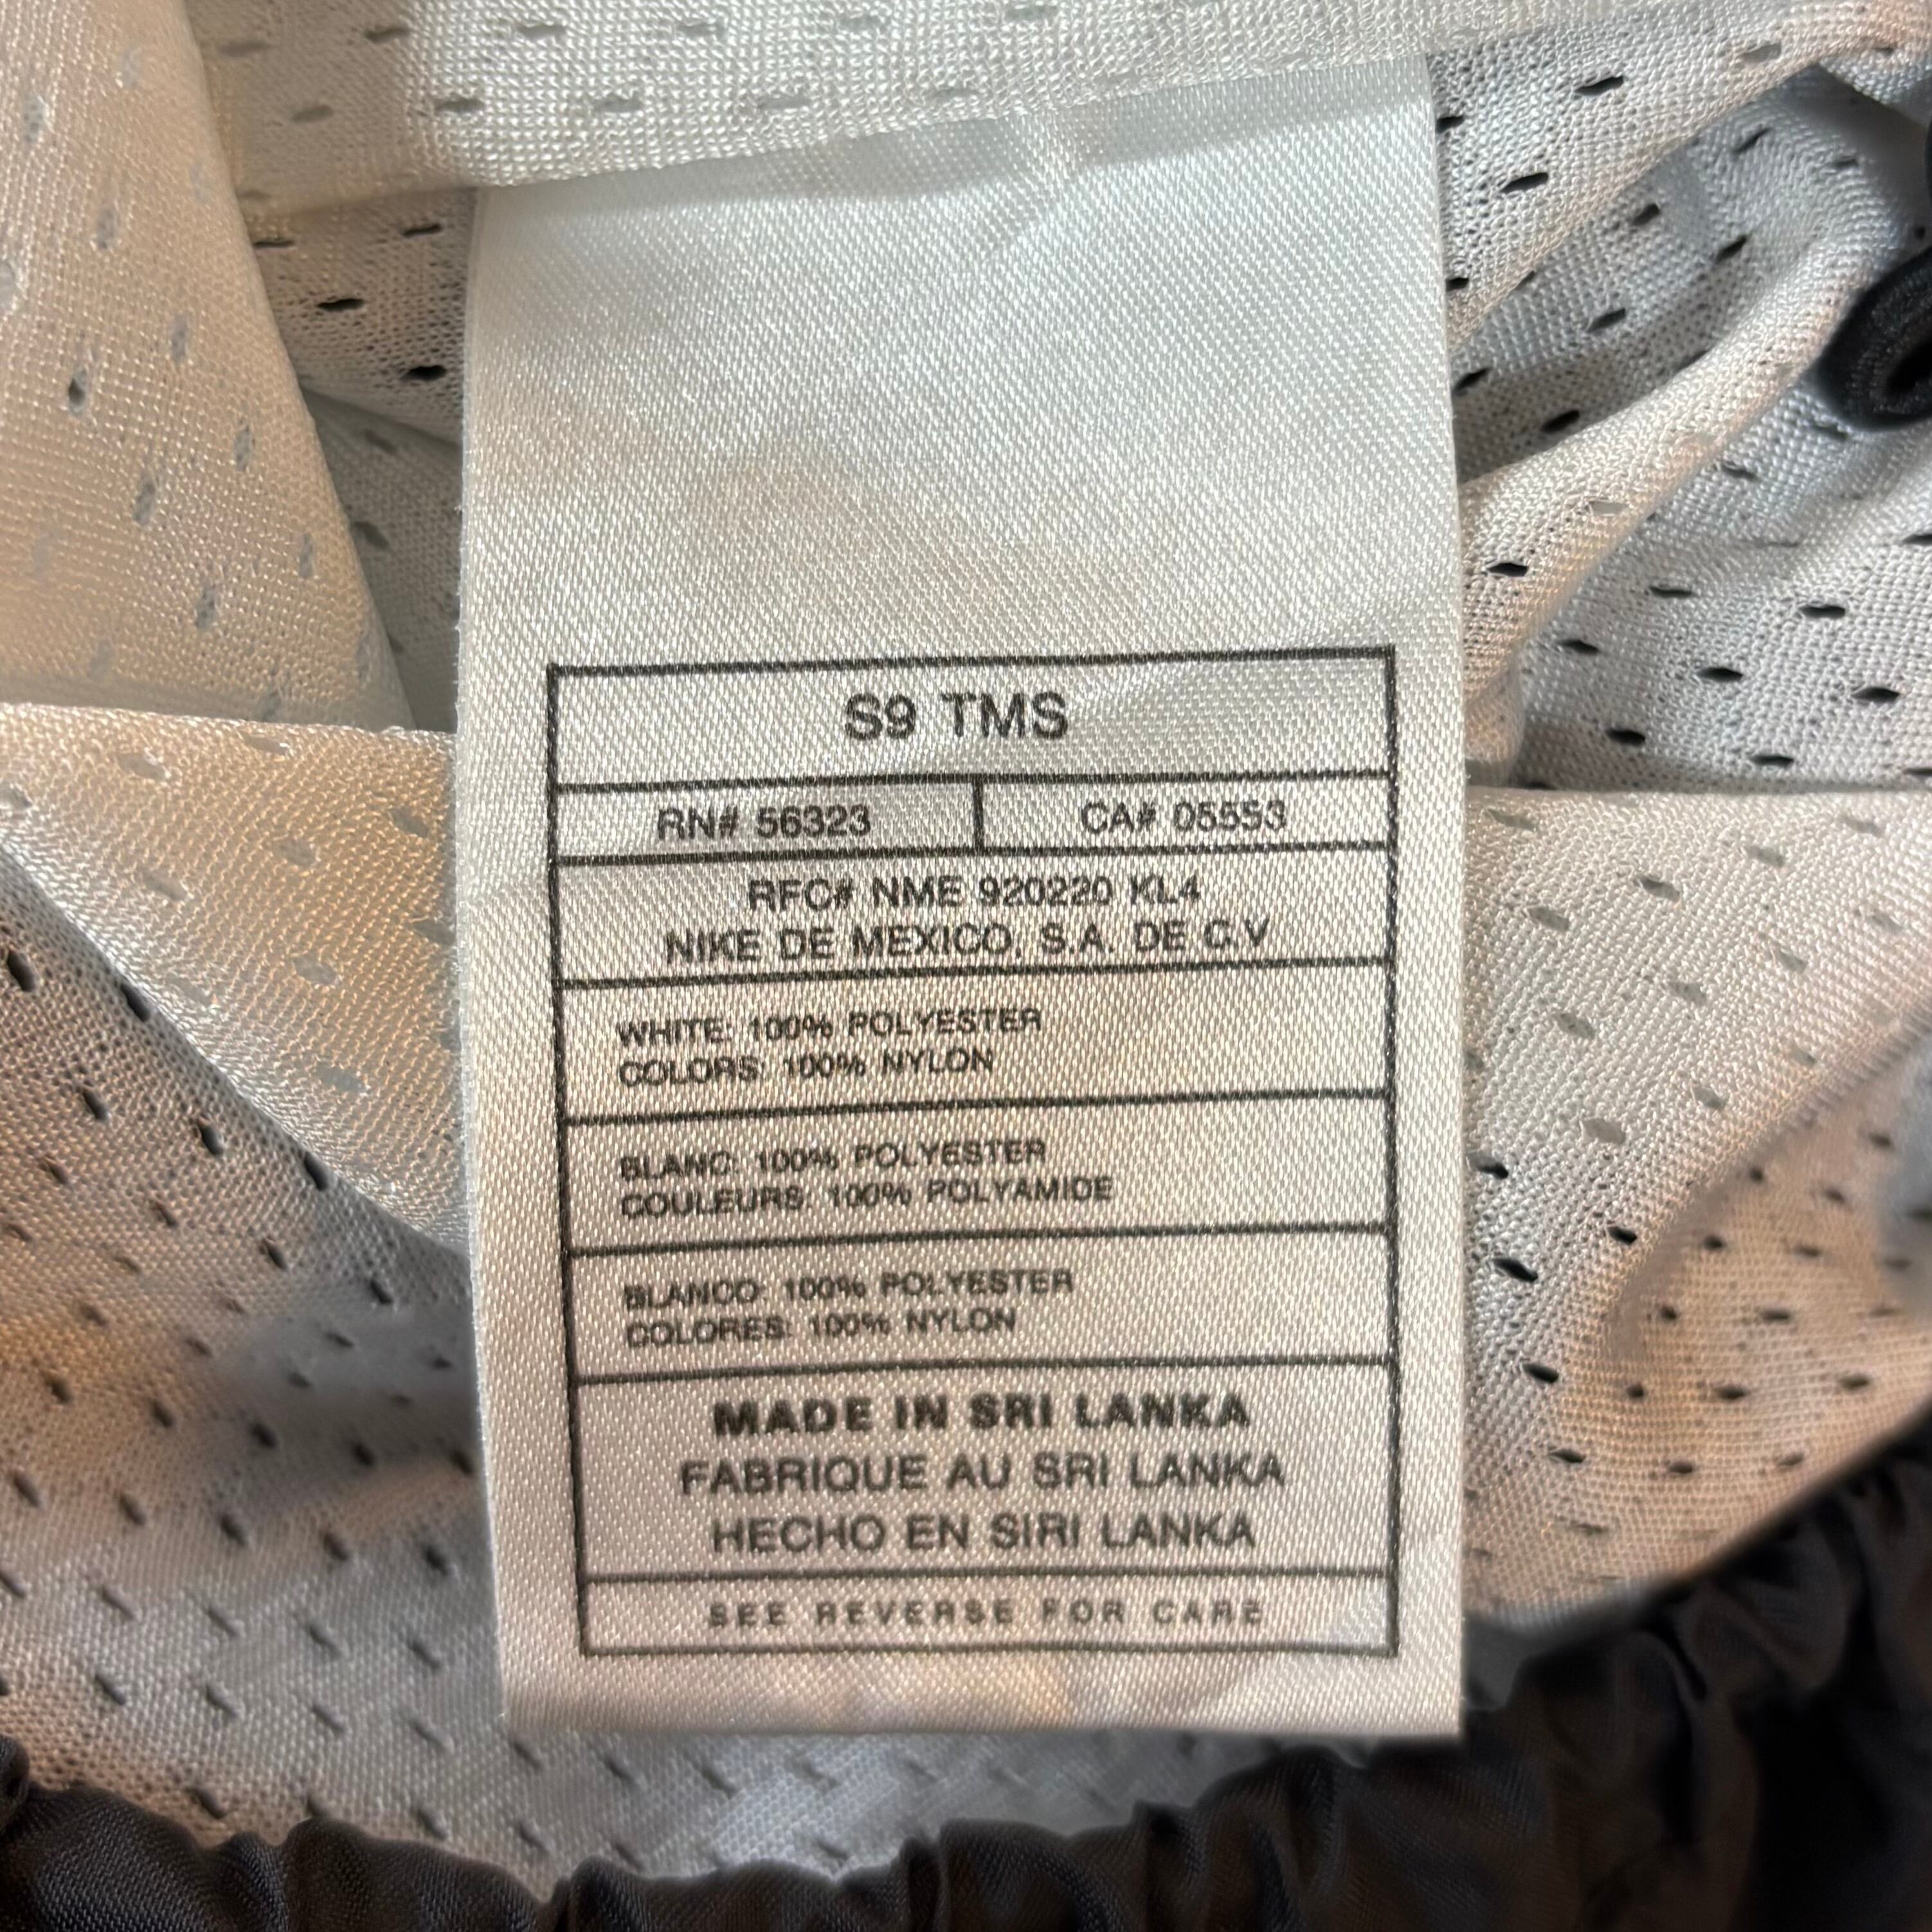 S9 TMS
RN# 56323 CA# 05553
RFC# NME 920220 KL4
NIKE DE MEXICO, S.A. DE C.V
WHITE: 100% POLYESTER
COLORS: 100% NYLON
BLANC: 100% POLYESTER
COULEURS: 100% POLYAMIDE
BLANCO: 100% POLYESTER
COLORES: 100% NYLON
MADE IN SRI LANKA
FABRIQUE AU SRI LANKA
HECHO EN SIRI LANKA
SEE REVERSE FOR CARE